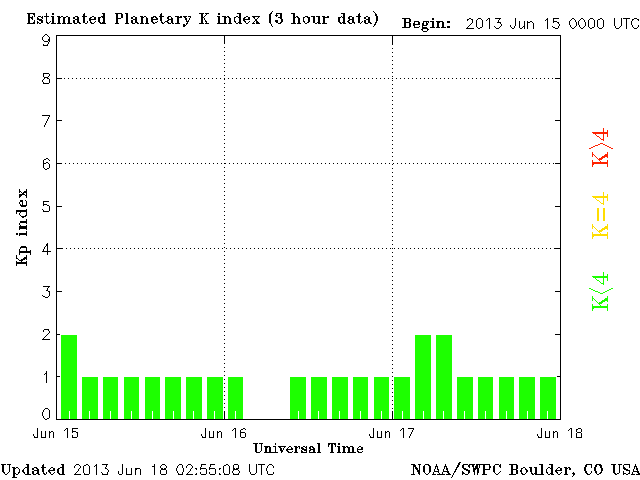 Estimated Planetary K index (3 hour data) Begin: 2013 Jun 15 0000 UTC
9
8
7
6
5
4
3
2
1
0
Kp index
K>4
K=4
K<4
Jun 15 Jun 16 Jun 17 Jun 18
Universal Time
Updated 2013 Jun 18 02:55:08 UTC NOAA/SWPC Boulder, CO USA